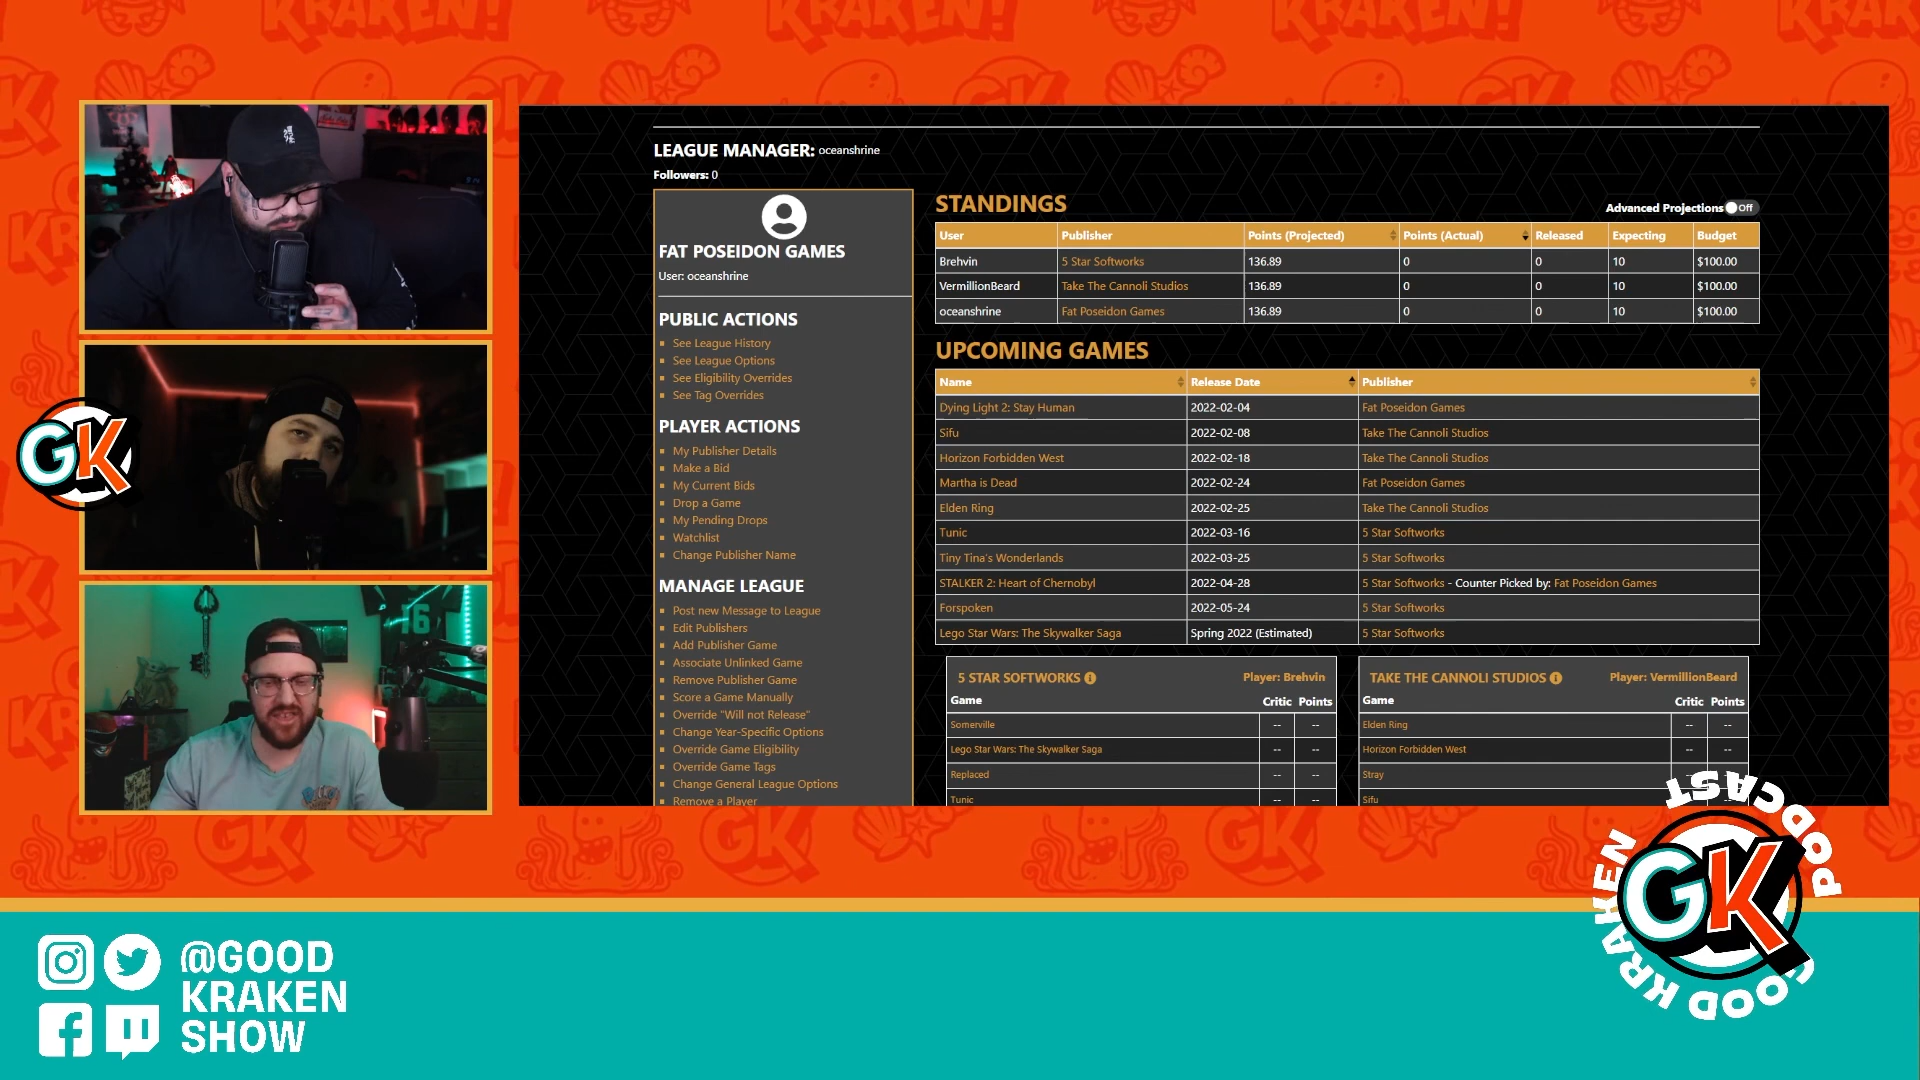 KRAKEN!
LEAGUE MANAGER: oceanshrine
Followers: 0
FAT POSEIDON GAMES
User: oceanshrine
PUBLIC ACTIONS
See League History
See League Options
See Eligibility Overrides
See Tag Overrides
PLAYER ACTIONS
My Publisher Details
Make a Bid
My Current Bids
Drop a Game
My Pending Drops
Watchlist
Change Publisher Name
MANAGE LEAGUE
Post new Message to League
Edit Publishers
Add Publisher Game
Associate Unlinked Game
Remove Publisher Game
Score a Game Manually
Override "Will not Release"
Change Year-Specific Options
Override Game Eligibility
Override Game Tags
Change General League Options
Remove a Player
STANDINGS
Advanced Projections Off
User Publisher Points (Projected) Points (Actual) Released Expecting Budget
Brehvin 5 Star Softworks 136.89 0 0 10 $100.00
VermillionBeard Take The Cannoli Studios 136.89 0 0 10 $100.00
oceanshrine Fat Poseidon Games 136.89 0 0 10 $100.00
UPCOMING GAMES
Name Release Date Publisher
Dying Light 2: Stay Human 2022-02-04 Fat Poseidon Games
Sifu 2022-02-08 Take The Cannoli Studios
Horizon Forbidden West 2022-02-18 Take The Cannoli Studios
Martha is Dead 2022-02-24 Fat Poseidon Games
Elden Ring 2022-02-25 Take The Cannoli Studios
Tunic 2022-03-16 5 Star Softworks
Tiny Tina's Wonderlands 2022-03-25 5 Star Softworks
STALKER 2: Heart of Chernobyl 2022-04-28 5 Star Softworks - Counter Picked by: Fat Poseidon Games
Forspoken 2022-05-24 5 Star Softworks
Lego Star Wars: The Skywalker Saga Spring 2022 (Estimated) 5 Star Softworks
5 STAR SOFTWORKS Player: Brehvin
Game Critic Points
Somerville -- --
Lego Star Wars: The Skywalker Saga -- --
Replaced -- --
Tunic -- --
TAKE THE CANNOLI STUDIOS Player: VermillionBeard
Game Critic Points
Elden Ring -- --
Horizon Forbidden West -- --
Stray -- --
Sifu -- --
16
GK
GK
GOOD KRAKEN PODCAST
@GOOD
KRAKEN
SHOW